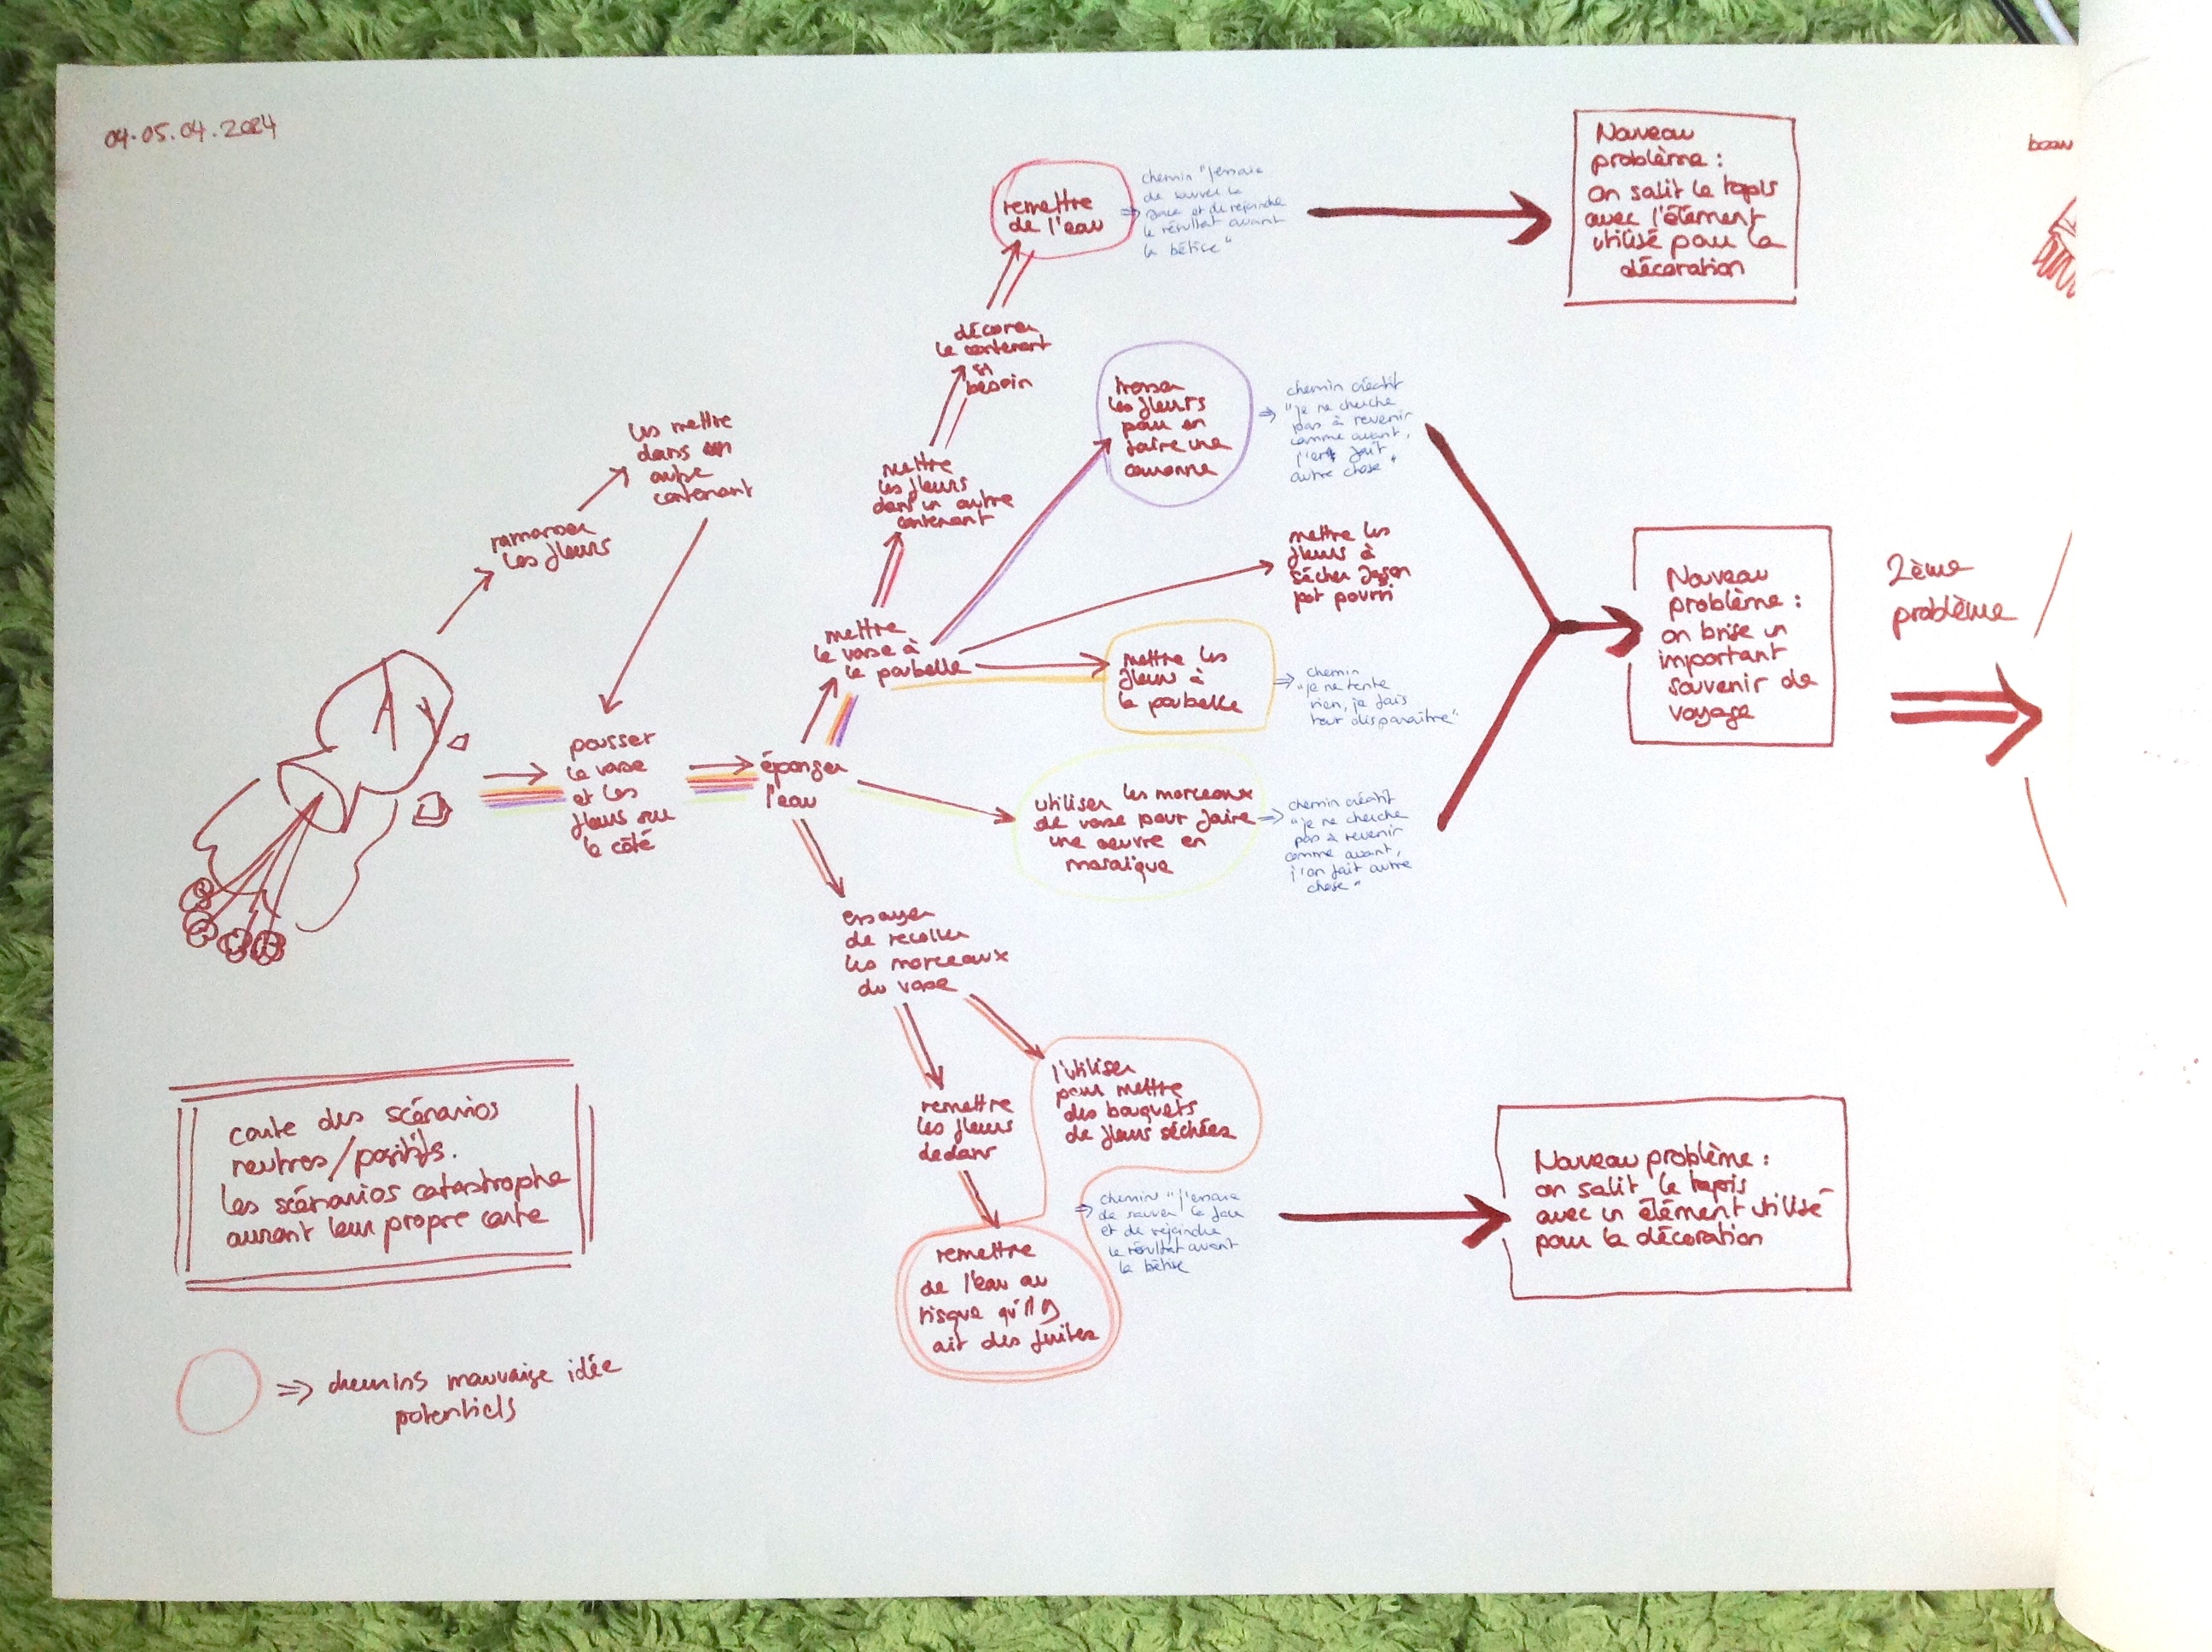 04.05.04.2024
ramasser
les fleurs
les mettre
dans un
autre
contenant
pousser
le vase
et les
fleurs sur
le côté
éponger
l'eau
mettre
le vase à
la poubelle
mettre
les fleurs
dans un autre
contenant
décorer
le contenant
si
besoin
remettre
de l'eau
chemin "j'essaie
de sauver la
et de rejoindre
le résultat avant
la bêtise"
Nouveau
problème :
on salit le tapis
avec l'élément
utilisé pour la
décoration
tresser
les fleurs
pour en
faire une
couronne
chemin créatif
"je ne cherche
pas à revenir
comme avant,
j'en fait
autre chose"
mettre les
fleurs à
sécher façon
pot pourri
mettre les
fleurs à
la poubelle
chemin
"je ne tente
rien, je fais
tout disparaître"
utiliser les morceaux
de vase pour faire
une oeuvre en
mosaïque
chemin créatif
"je ne cherche
pas à revenir
comme avant,
j'en fait autre
chose"
Nouveau
problème :
on brise un
important
souvenir de
voyage
2ème
problème
essayer
de recoller
les morceaux
du vase
remettre
les fleurs
dedans
l'utiliser
pour mettre
des bouquets
de fleurs séchées
remettre
de l'eau au
risque qu'il y
ait des fuites
chemin "j'essaie
de sauver la
et de rejoindre
le résultat avant
la bêtise
Nouveau problème :
on salit le tapis
avec un élément utilisé
pour la décoration
carte des scénarios
neutres/positifs.
les scénarios catastrophe
auront leur propre carte
chemins mauvaise idée
potentiels